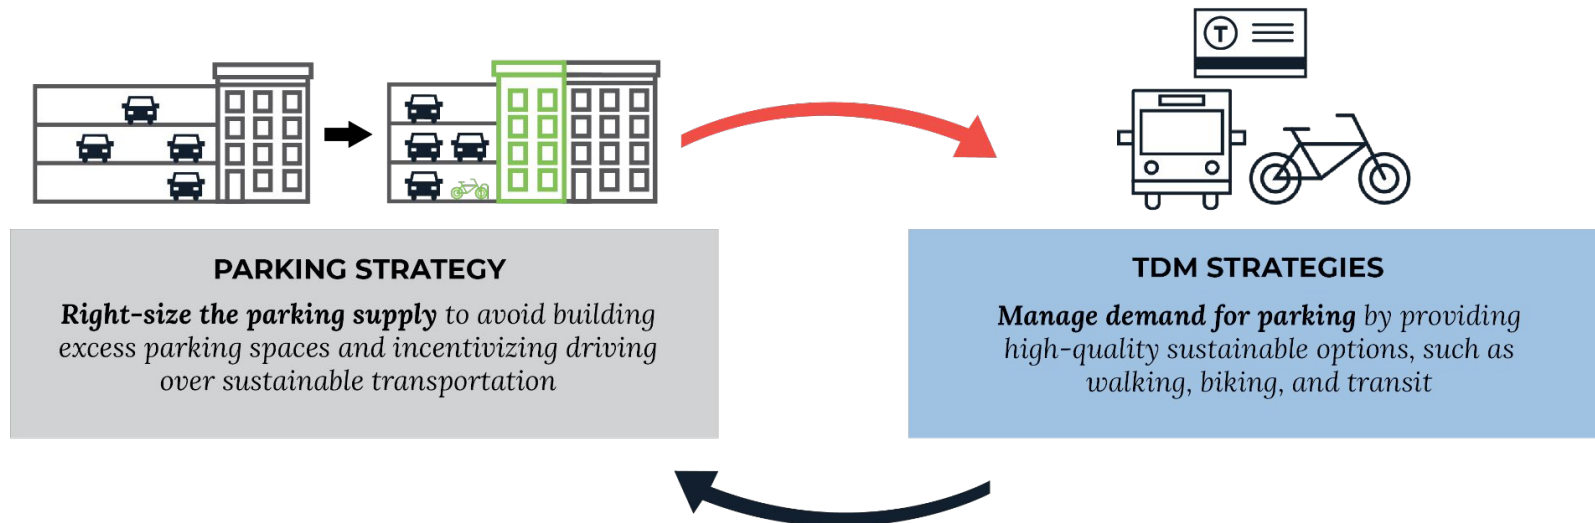 T
PARKING STRATEGY
Right-size the parking supply to avoid building
excess parking spaces and incentivizing driving
over sustainable transportation
TDM STRATEGIES
Manage demand for parking by providing
high-quality sustainable options, such as
walking, biking, and transit